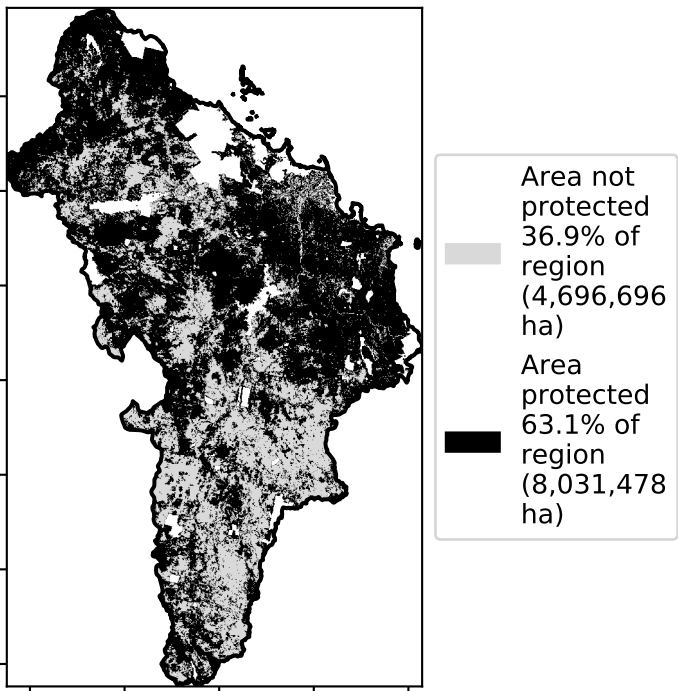 Area not
protected
36.9% of
region
(4,696,696
ha)
Area
protected
63.1% of
region
(8,031,478
ha)